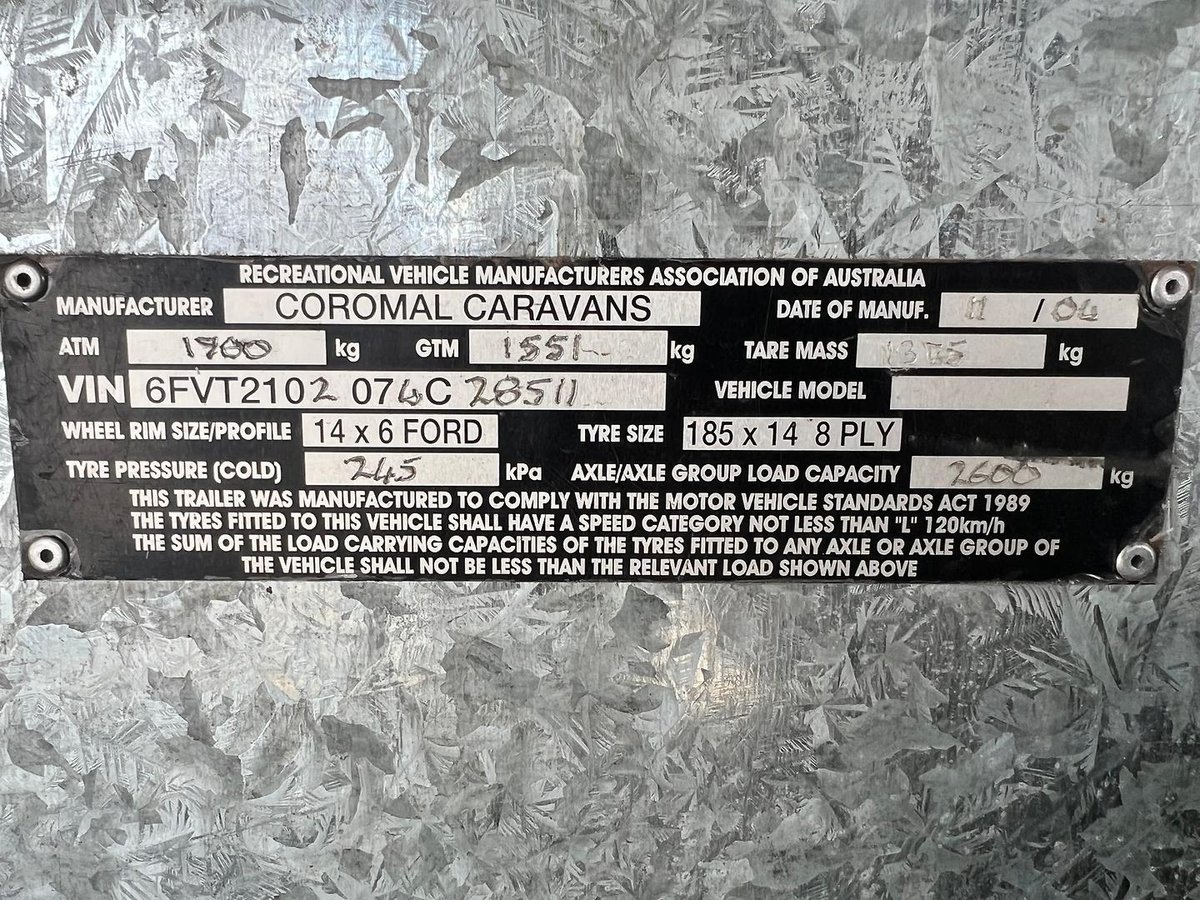 RECREATIONAL VEHICLE MANUFACTURERS ASSOCIATION OF AUSTRALIA
MANUFACTURER COROMAL CARAVANS DATE OF MANUF. 11 / 04
ATM kg GTM 1551 kg TARE MASS kg
VIN 6FVT2102 074C 28511 VEHICLE MODEL
WHEEL RIM SIZE/PROFILE 14 x 6 FORD TYRE SIZE 185 x 14 8 PLY
TYRE PRESSURE (COLD) 245 kPa AXLE/AXLE GROUP LOAD CAPACITY 2600 kg
THIS TRAILER WAS MANUFACTURED TO COMPLY WITH THE MOTOR VEHICLE STANDARDS ACT 1989
THE TYRES FITTED TO THIS VEHICLE SHALL HAVE A SPEED CATEGORY NOT LESS THAN "L" 120km/h
THE SUM OF THE LOAD CARRYING CAPACITIES OF THE TYRES FITTED TO ANY AXLE OR AXLE GROUP OF
THE VEHICLE SHALL NOT BE LESS THAN THE RELEVANT LOAD SHOWN ABOVE